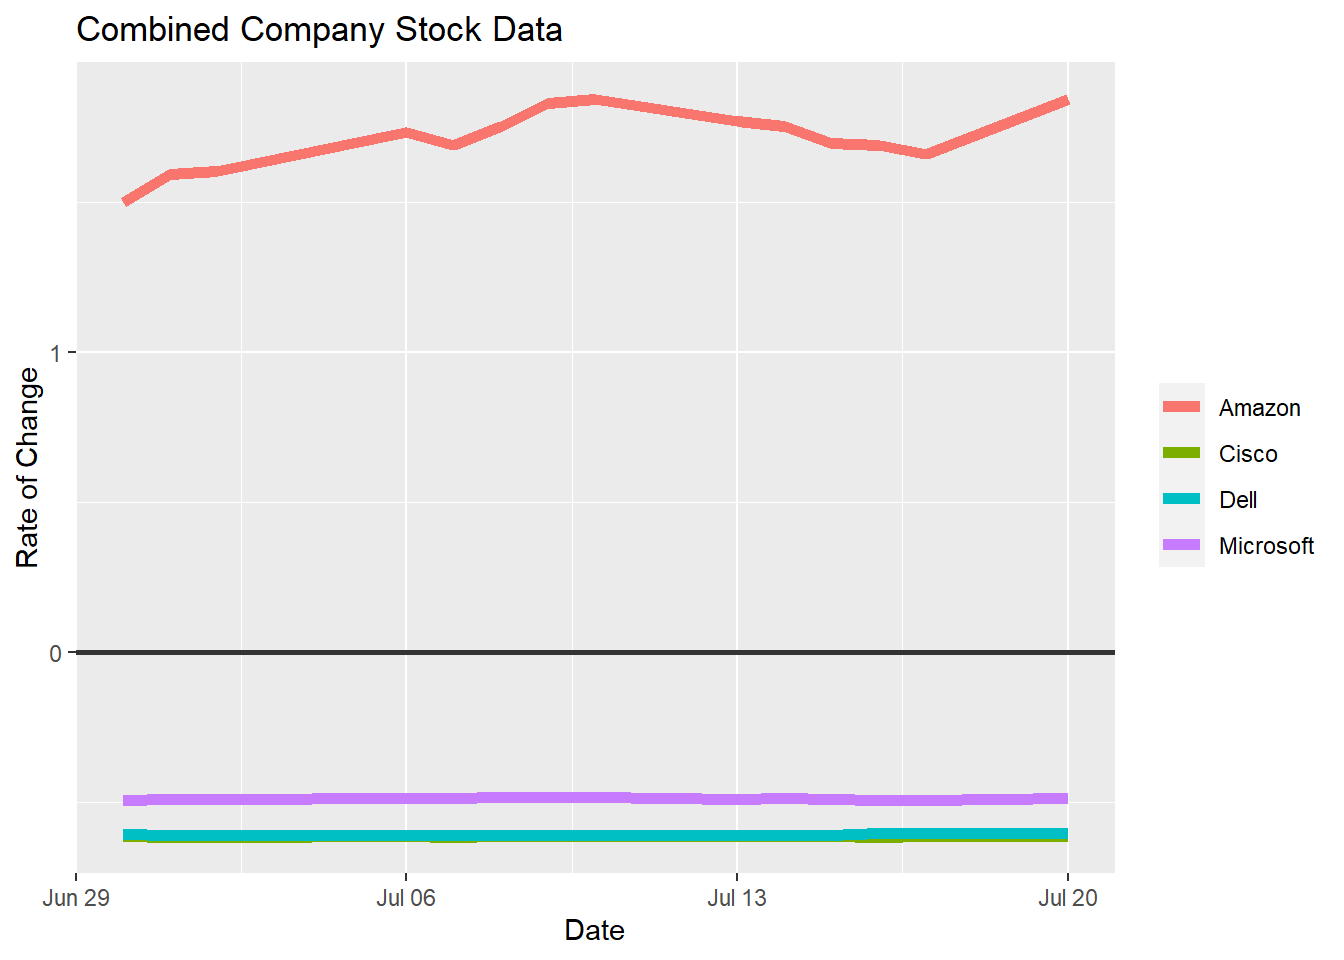 Combined Company Stock Data
1
0
Rate of Change
Jun 29
Jul 06
Jul 13
Jul 20
Date
Amazon
Cisco
Dell
Microsoft